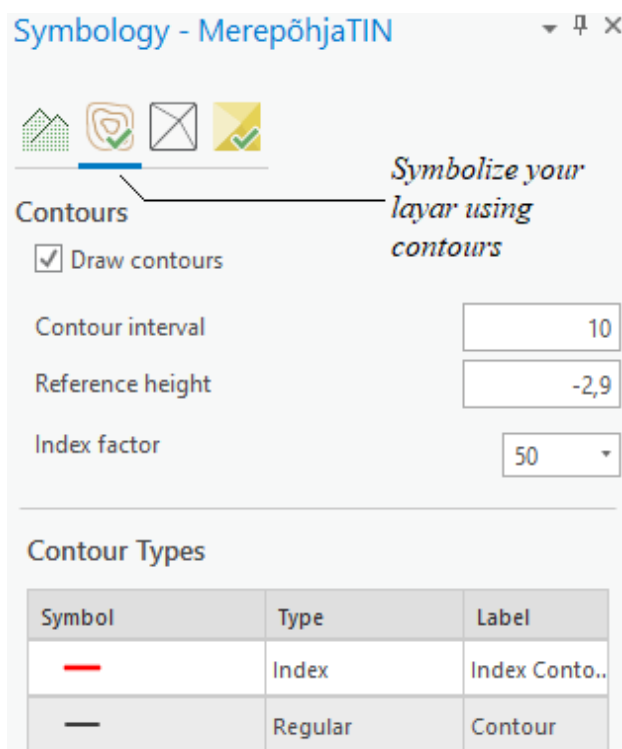 Symbology - MerepõhjaTIN
Symbolize your
layar using
contours
Contours
Draw contours
Contour interval 10
Reference height -2,9
Index factor 50
Contour Types
Symbol Type Label
Index Index Conto..
Regular Contour